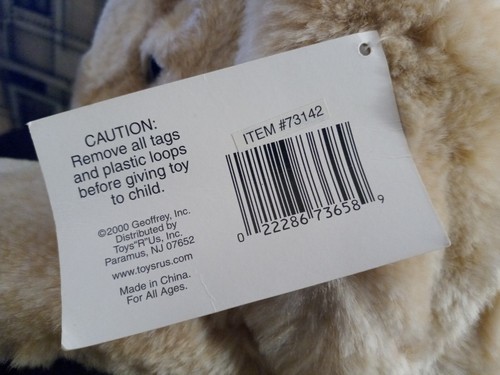 CAUTION:
Remove all tags
and plastic loops
before giving toy
to child.
©2000 Geoffrey, Inc.
Distributed by
Toys"R"Us, Inc.
Paramus, NJ 07652
www.toysrus.com
Made in China.
For All Ages.
ITEM #73142
0 22286 73658 9